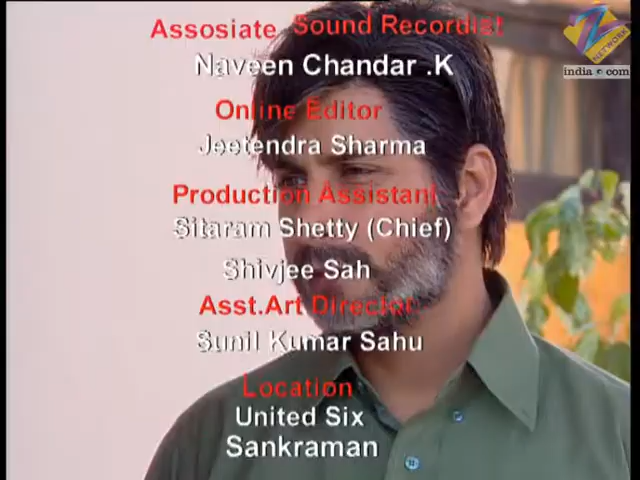 Assosiate Sound Recordist
Naveen Chandar .K
Online Editor
Jeetendra Sharma
Production Assistant
Sitaram Shetty (Chief)
Shivjee Sah
Asst.Art Director
Sunil Kumar Sahu
Location
United Six
Sankraman
Z
NETWORK
india.com